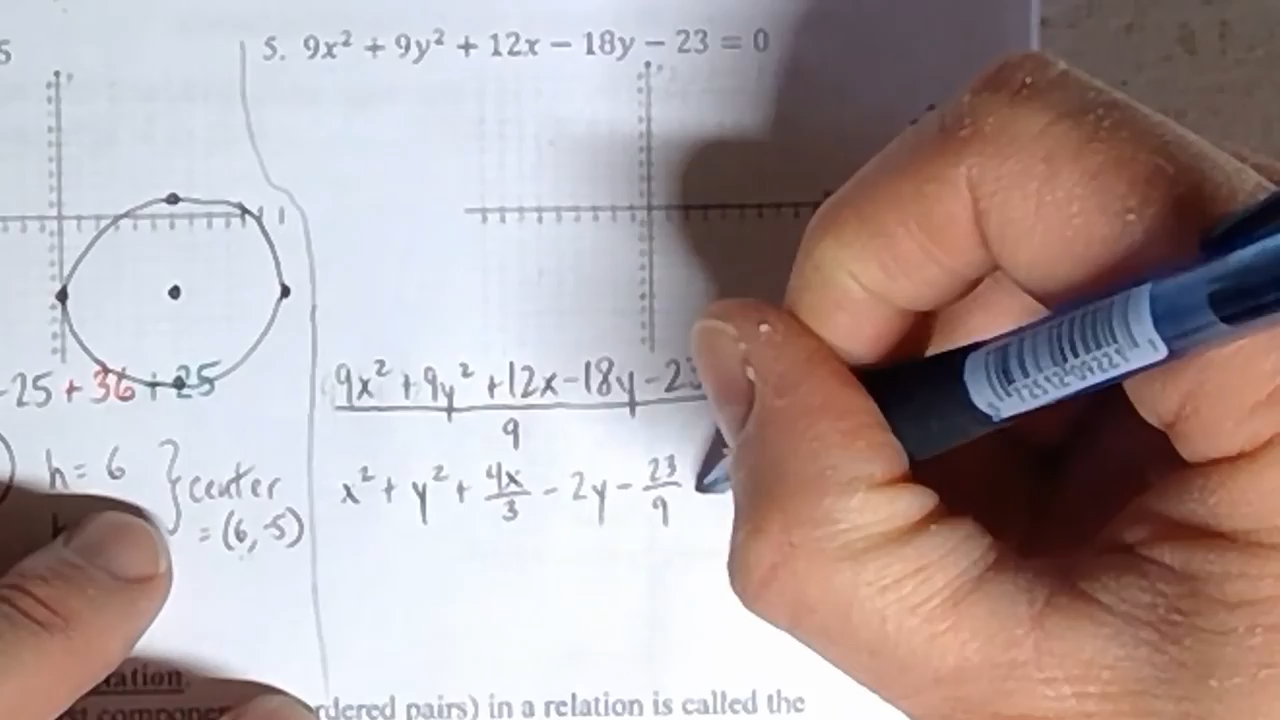 5
5. 9x² + 9y² + 12x − 18y − 23 = 0
-25 + 36 + 25
h = 6
} center
= (6, -5)
9x² + 9y² + 12x - 18y - 23
9
x² + y² + 4x/3 - 2y - 23/9
ation.
rdered pairs) in a relation is called the